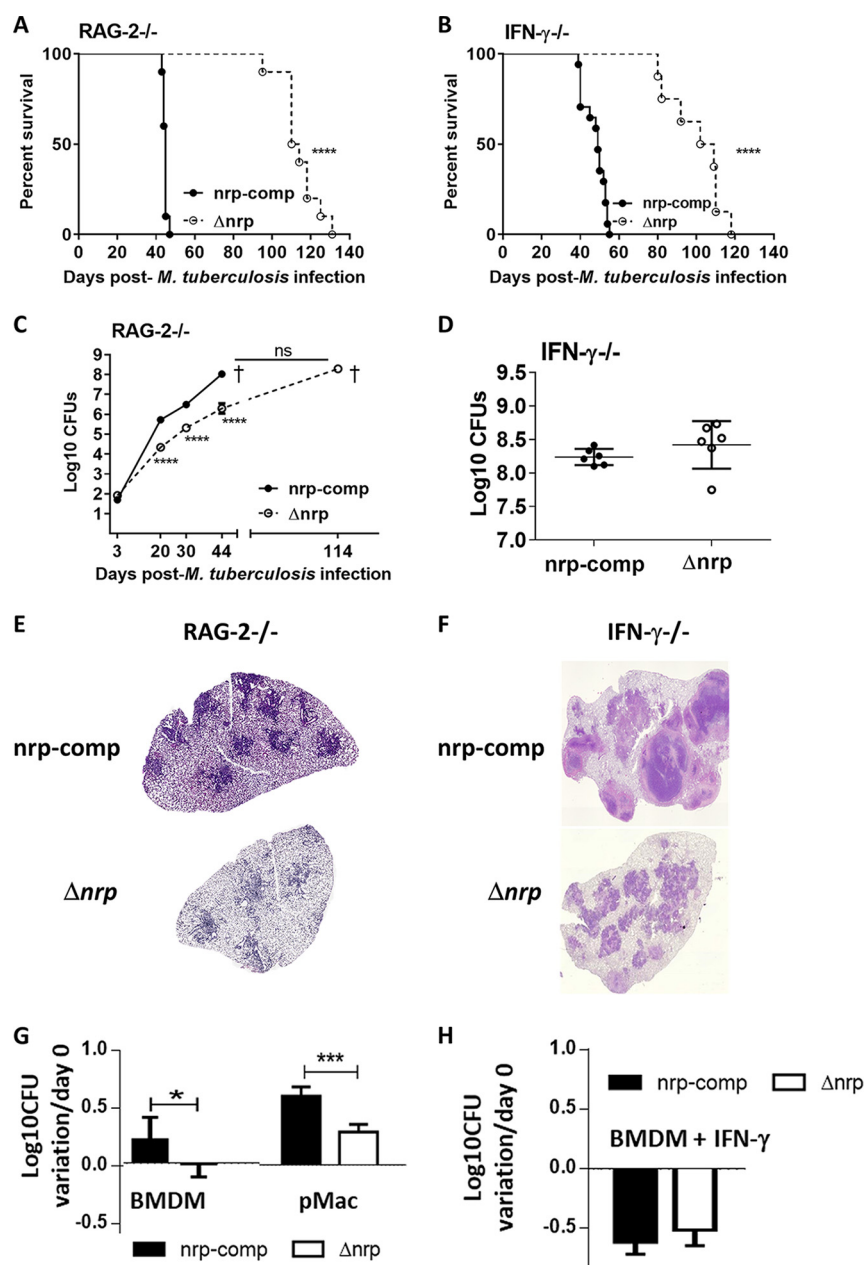 A
RAG-2-/-
100
50
0
Percent survival
****
nrp-comp
Δnrp
0 20 40 60 80 100 120 140
Days post- M. tuberculosis infection
B
IFN-γ-/-
100
50
0
Percent survival
****
nrp-comp
Δnrp
0 20 40 60 80 100 120 140
Days post- M. tuberculosis infection
C
RAG-2-/-
ns
9
8
7
6
5
4
3
2
1
Log10 CFUs
† †
**** **** ****
nrp-comp
Δnrp
3 20 30 44 114
Days post-M. tuberculosis infection
D
IFN-γ-/-
9.5
9.0
8.5
8.0
7.5
7.0
Log10 CFUs
nrp-comp Δnrp
E
RAG-2-/-
nrp-comp
Δnrp
F
IFN-γ-/-
nrp-comp
Δnrp
G
1.0
0.5
0.0
-0.5
Log10CFU
variation/day 0
* ***
BMDM pMac
nrp-comp Δnrp
H
1.0
0.5
0.0
-0.5
Log10CFU
variation/day 0
nrp-comp Δnrp
BMDM + IFN-γ